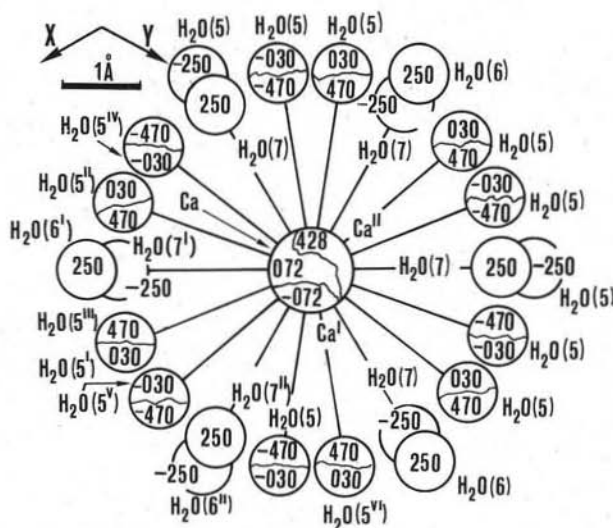 X Y
1Å
H₂O(5)
-250
250
H₂O(7)
H₂O(5)
-030
-470
H₂O(5)
030
470
250
H₂O(6)
-250
H₂O(7)
H₂O(5ᴵⱽ)
-470
-030
030
470
H₂O(5)
H₂O(5ᴵᴵ)
030
470
Ca
Caᴵᴵ
-030
-470
H₂O(5)
428
072
-072
H₂O(6ᴵ)
250
H₂O(7ᴵ)
-250
H₂O(7)
250
-250
H₂O(5)
H₂O(5ᴵᴵᴵ)
470
030
Caᴵ
-470
-030
H₂O(5)
H₂O(5ᴵ)
H₂O(5ⱽ)
-030
-470
H₂O(7)
030
470
H₂O(5)
H₂O(7ᴵᴵ)
250
-250
H₂O(6ᴵᴵ)
H₂O(5)
-470
-030
470
030
H₂O(5ⱽᴵ)
-250
250
H₂O(6)